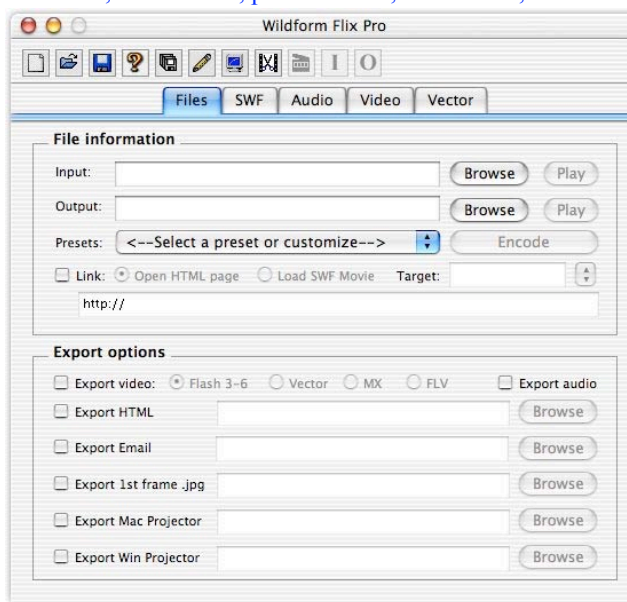 Wildform Flix Pro
I O
Files SWF Audio Video Vector
File information
Input: Browse Play
Output: Browse Play
Presets: <--Select a preset or customize--> Encode
Link: Open HTML page Load SWF Movie Target:
http://
Export options
Export video: Flash 3-6 Vector MX FLV Export audio
Export HTML Browse
Export Email Browse
Export 1st frame .jpg Browse
Export Mac Projector Browse
Export Win Projector Browse